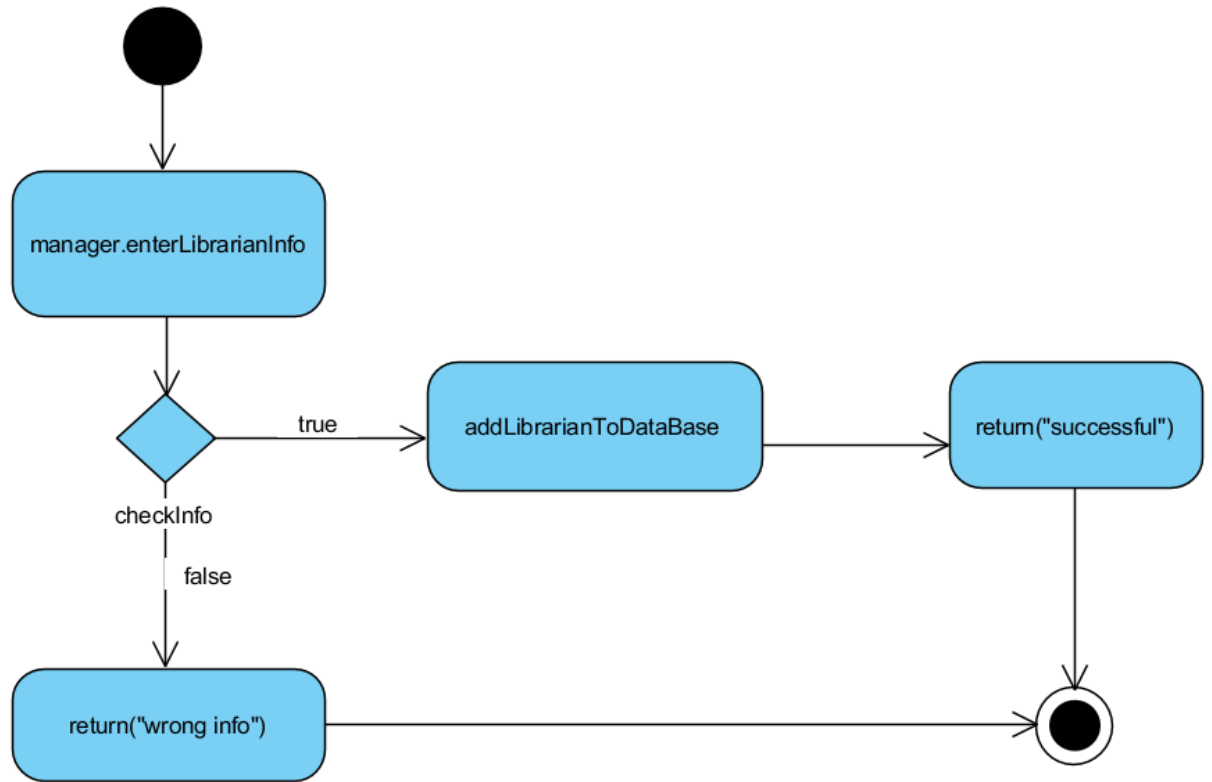 manager.enterLibrarianInfo
true
addLibrarianToDataBase
return("successful")
checkInfo
false
return("wrong info")